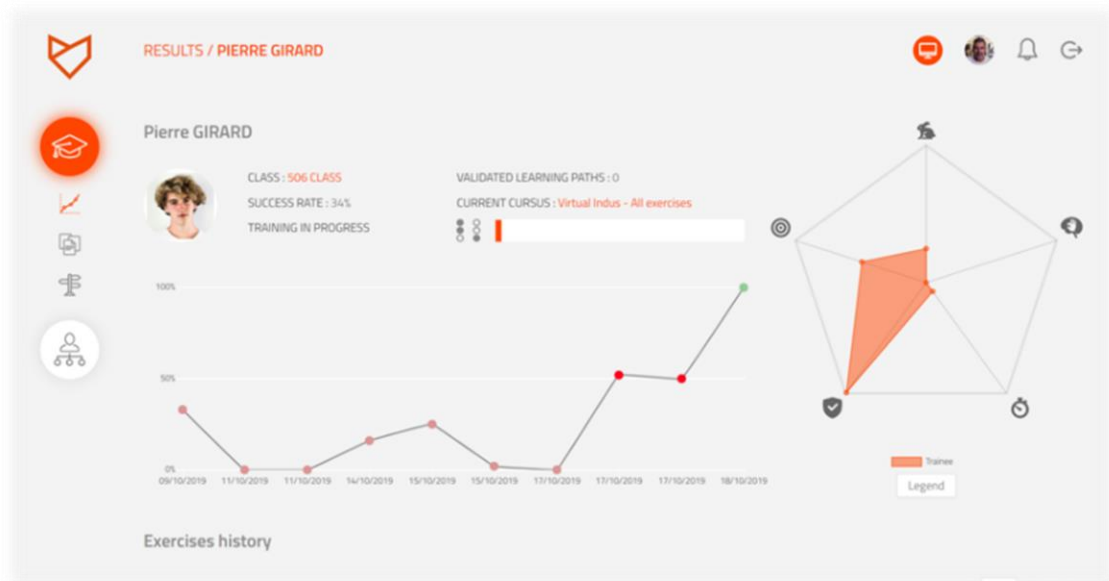 RESULTS / PIERRE GIRARD
Pierre GIRARD
CLASS : 506 CLASS
SUCCESS RATE : 34%
TRAINING IN PROGRESS
VALIDATED LEARNING PATHS : 0
CURRENT CURSUS : Virtual Indus - All exercises
100%
50%
0%
09/10/2019 11/10/2019 11/10/2019 14/10/2019 15/10/2019 15/10/2019 17/10/2019 17/10/2019 17/10/2019 18/10/2019
Trainee
Legend
Exercises history